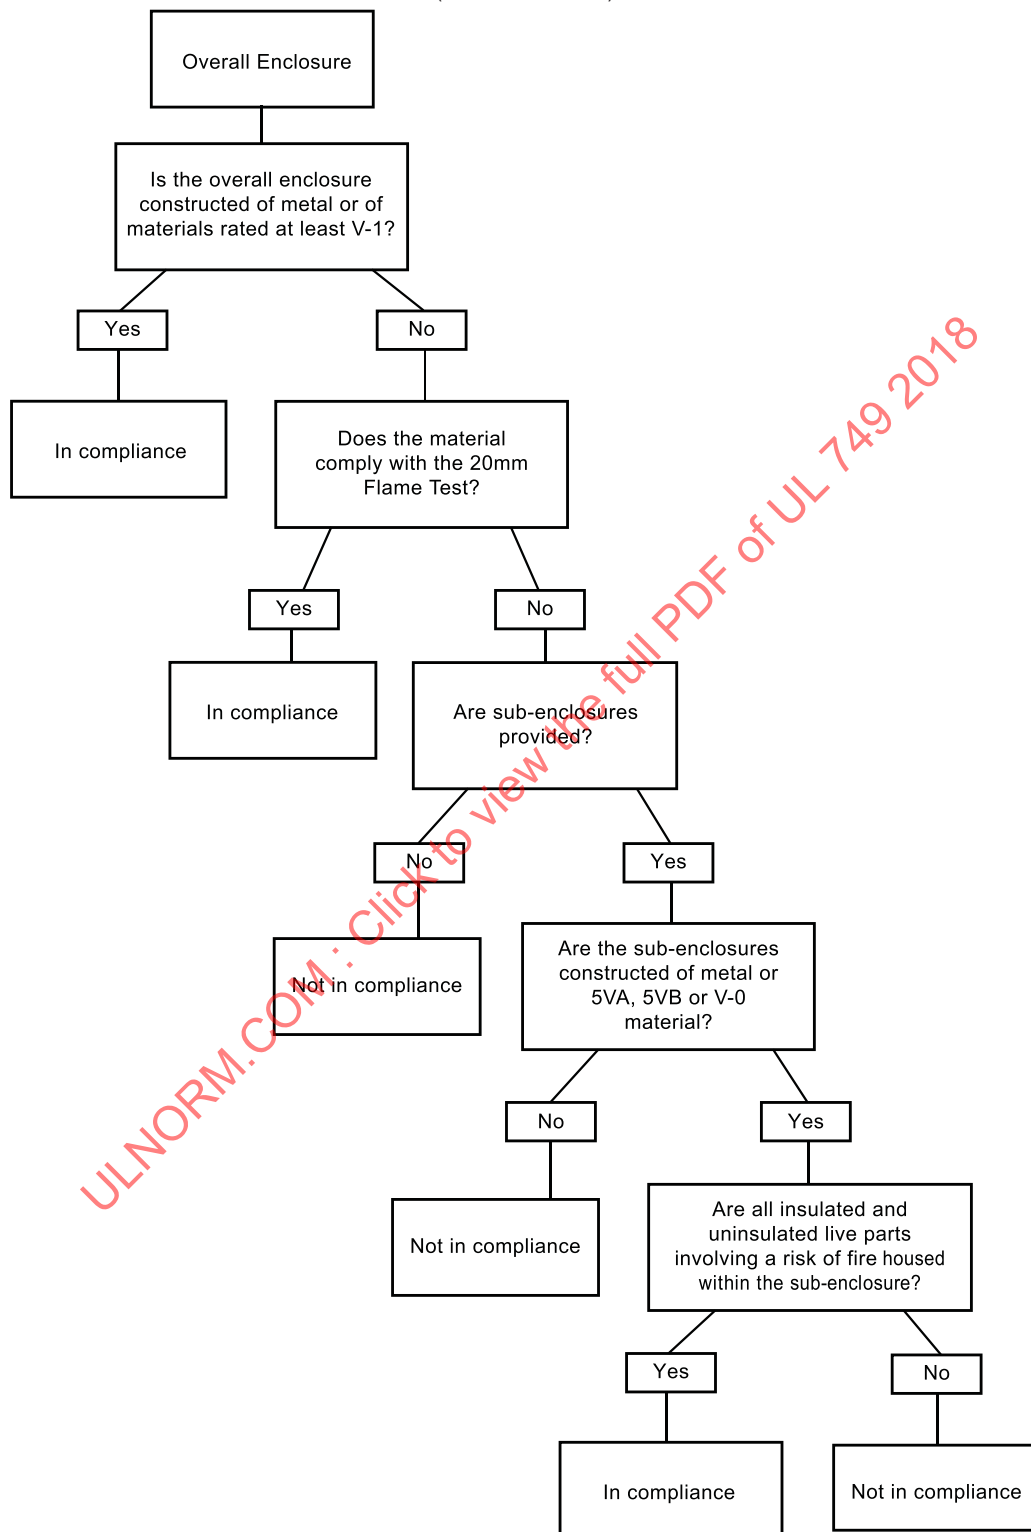 Overall Enclosure
Is the overall enclosure
constructed of metal or of
materials rated at least V-1?
Yes
No
In compliance
Does the material
comply with the 20mm
Flame Test?
Yes
No
In compliance
Are sub-enclosures
provided?
No
Yes
Not in compliance
Are the sub-enclosures
constructed of metal or
5VA, 5VB or V-0
material?
No
Yes
Not in compliance
Are all insulated and
uninsulated live parts
involving a risk of fire housed
within the sub-enclosure?
Yes
No
In compliance
Not in compliance
ULNORM.COM : Click to view the full PDF of UL 749 2018